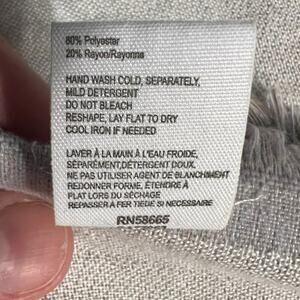 80% Polyester
20% Rayon/Rayonne
HAND WASH COLD, SEPARATELY,
MILD DETERGENT
DO NOT BLEACH
RESHAPE, LAY FLAT TO DRY
COOL IRON IF NEEDED
LAVER À LA MAIN À L'EAU FROIDE,
SÉPARÉMENT,DÉTERGENT DOUX.
NE PAS UTILISER AGENT DE BLANCHIMENT
REDONNER FORME, ÉTENDRE À
PLAT LORS DU SÉCHAGE
REPASSER A FER TIEDE SI NECESSAIRE
RN58665